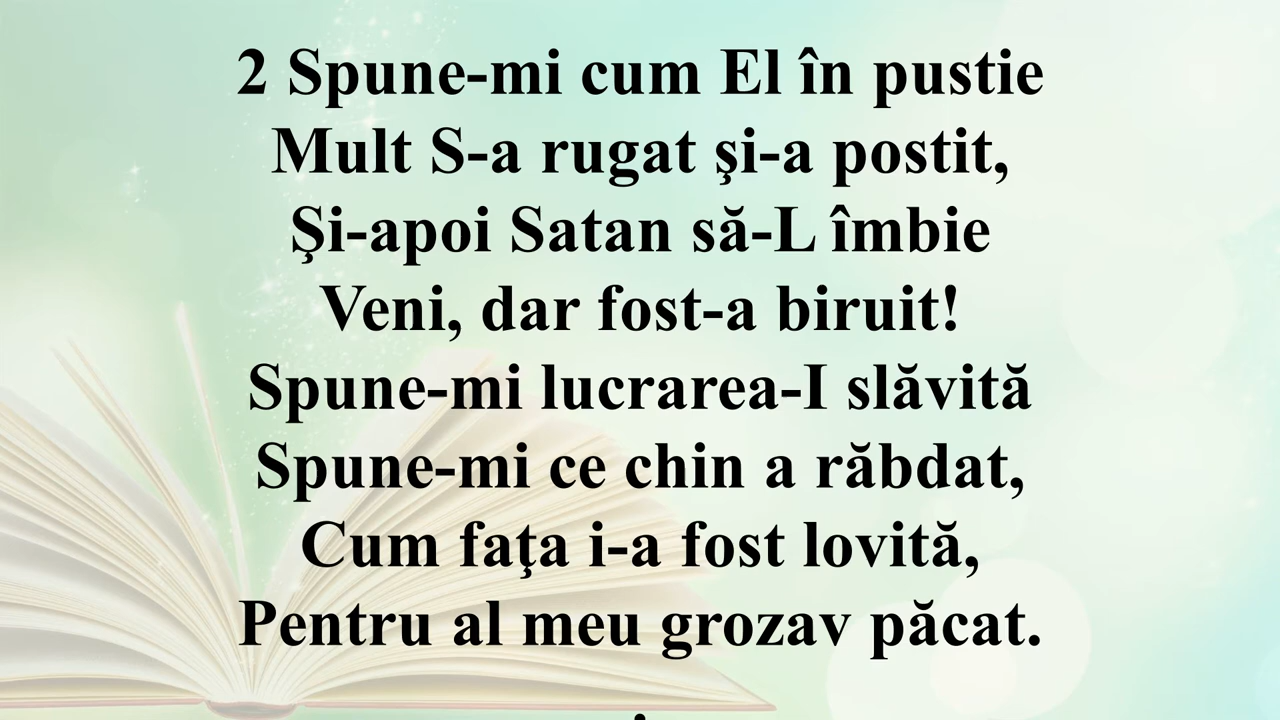 2 Spune-mi cum El în pustie
Mult S-a rugat şi-a postit,
Şi-apoi Satan să-L îmbie
Veni, dar fost-a biruit!
Spune-mi lucrarea-I slăvită
Spune-mi ce chin a răbdat,
Cum faţa i-a fost lovită,
Pentru al meu grozav păcat.